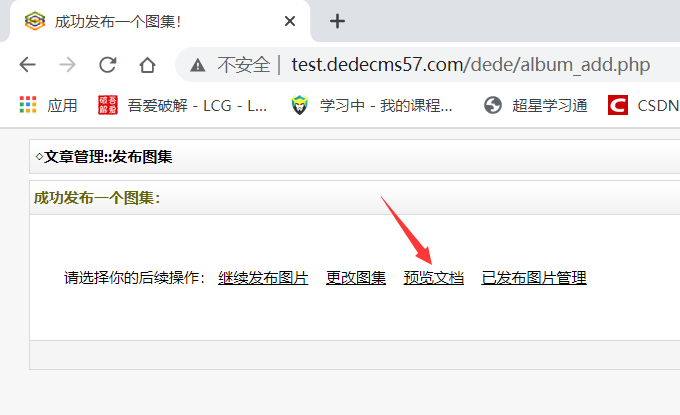 成功发布一个图集！
不安全 | test.dedecms57.com/dede/album_add.php
应用 吾爱破解 - LCG - L... 学习中 - 我的课程... 超星学习通 CSDN
文章管理::发布图集
成功发布一个图集：
请选择你的后续操作： 继续发布图片 更改图集 预览文档 已发布图片管理